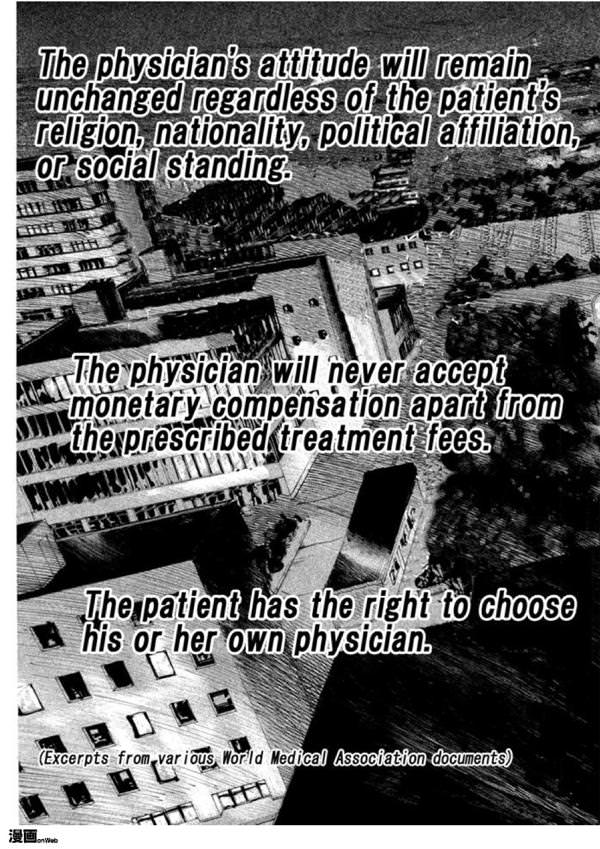 The physician's attitude will remain
unchanged regardless of the patient's
religion, nationality, political affiliation,
or social standing.
The physician will never accept
monetary compensation apart from
the prescribed treatment fees.
The patient has the right to choose
his or her own physician.
(Excerpts from various World Medical Association documents)
漫画onWeb